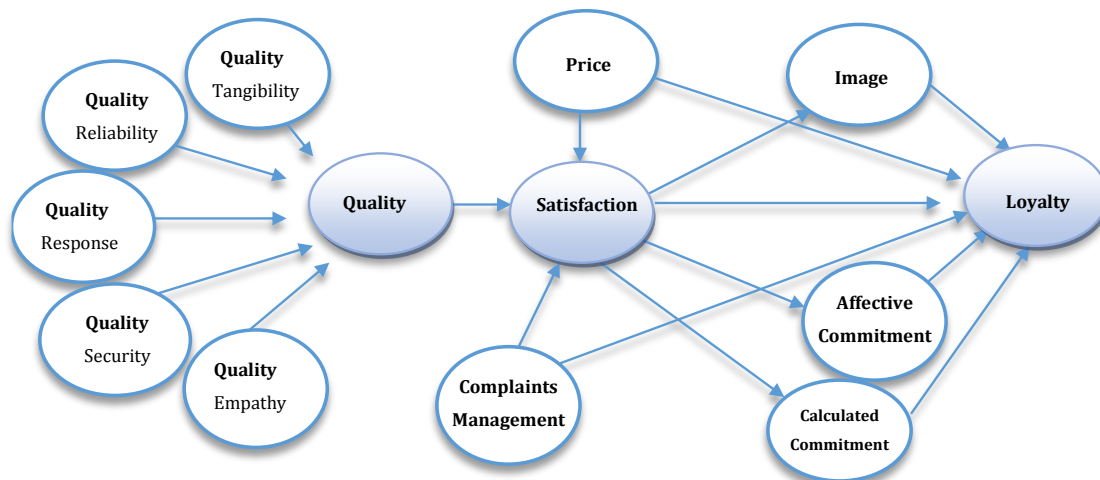 Quality
Tangibility
Quality
Reliability
Quality
Response
Quality
Security
Quality
Empathy
Quality
Price
Satisfaction
Complaints
Management
Image
Loyalty
Affective
Commitment
Calculated
Commitment